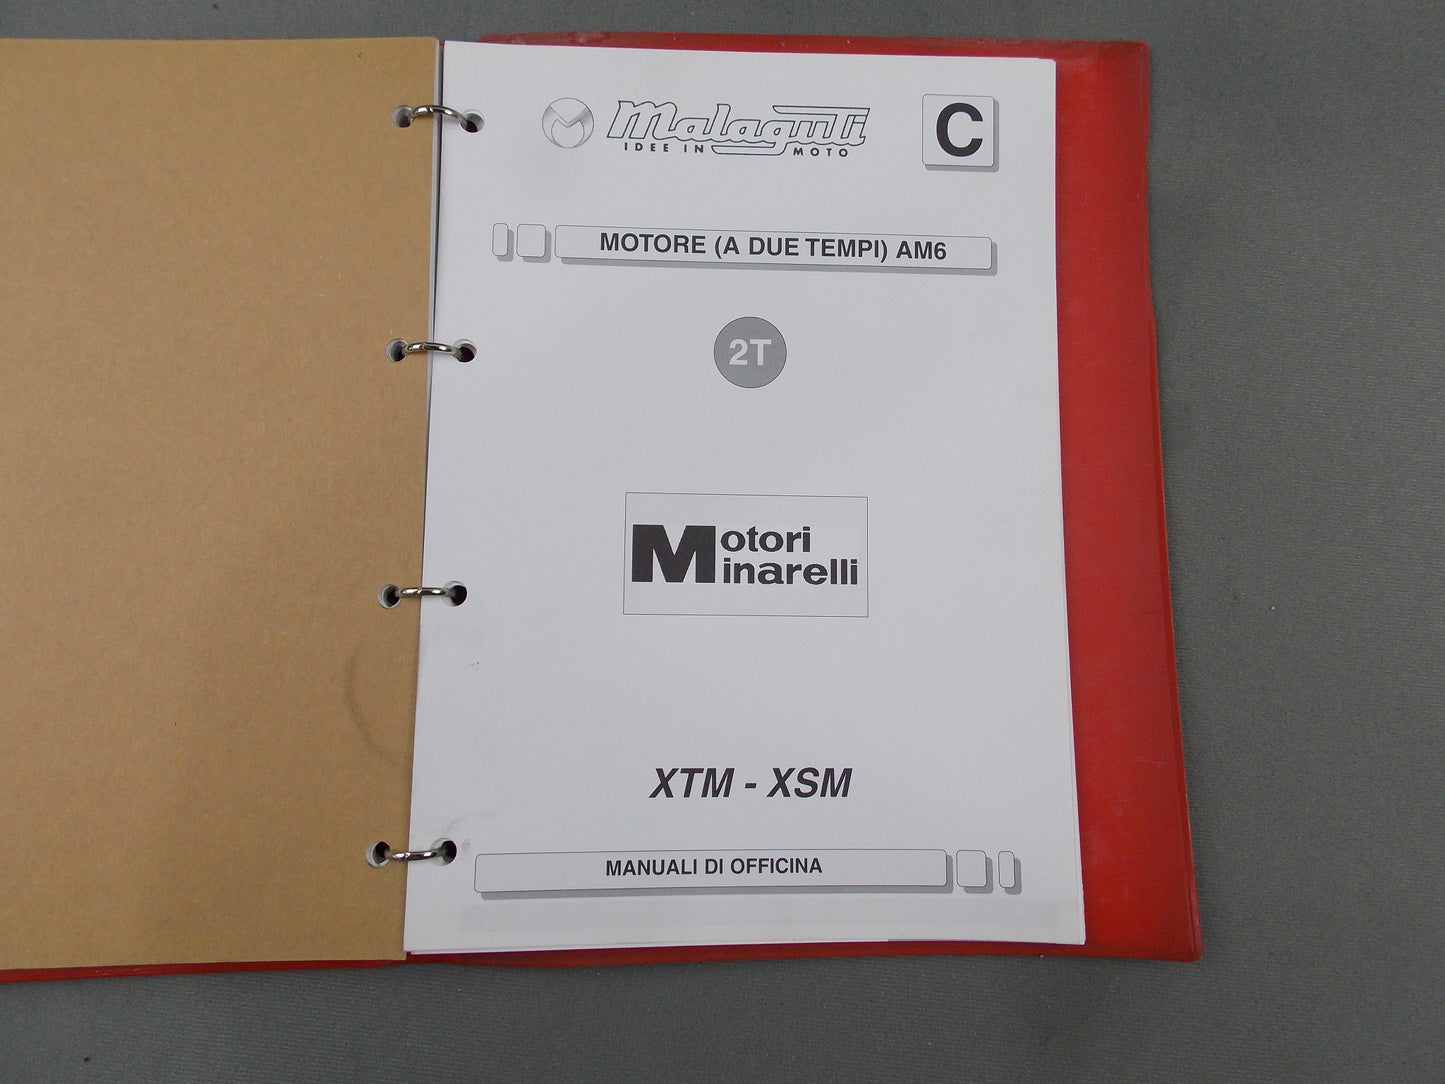 Malaguti
IDEE IN MOTO
C
MOTORE (A DUE TEMPI) AM6
2T
Motori
Minarelli
XTM - XSM
MANUALI DI OFFICINA